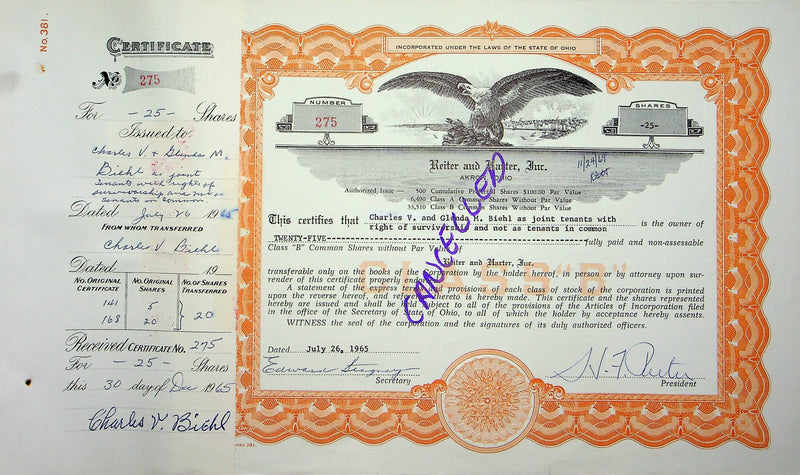 No. 381.
CERTIFICATE
No 275
For -25- Shares
Issued to
Charles V. + Glenda M.
Biehl as joint
tenants with right of
survivorship and not as
tenants in common
Dated July 26 1965
FROM WHOM TRANSFERRED
Charles V. Biehl
Dated 19
NO. ORIGINAL CERTIFICATE NO. ORIGINAL SHARES NO. OF SHARES TRANSFERRED
141 5
168 20 20
Received CERTIFICATE NO. 275
For -25- Shares
this 30 day of Dec 1965
Charles V. Biehl
INCORPORATED UNDER THE LAWS OF THE STATE OF OHIO
NUMBER
275
SHARES
-25-
Reiter and Harter, Inc.
AKRON, OHIO
11/24/69
Authorized Issue — 500 Cumulative Preferred Shares $100.00 Par Value
6,490 Class A Common Shares Without Par Value
33,510 Class B Common Shares Without Par Value
This certifies that Charles V. and Glenda M. Biehl as joint tenants with
right of survivorship and not as tenants in common is the owner of
TWENTY-FIVE fully paid and non-assessable
Class "B" Common Shares without Par Value
Reiter and Harter, Inc.
CLASS "B"
transferable only on the books of the corporation by the holder hereof, in person or by attorney upon sur-
render of this certificate properly endorsed.
A statement of the express terms and provisions of each class of stock of the corporation is printed
upon the reverse hereof, and reference thereto is hereby made. This certificate and the shares represented
hereby are issued and shall be held subject to all of the provisions of the Articles of Incorporation filed
in the office of the Secretary of State of Ohio, to all of which the holder by acceptance hereby assents.
WITNESS the seal of the corporation and the signatures of its duly authorized officers.
CANCELLED
Dated July 26, 1965
Edward
Secretary
H. F. Reiter
President